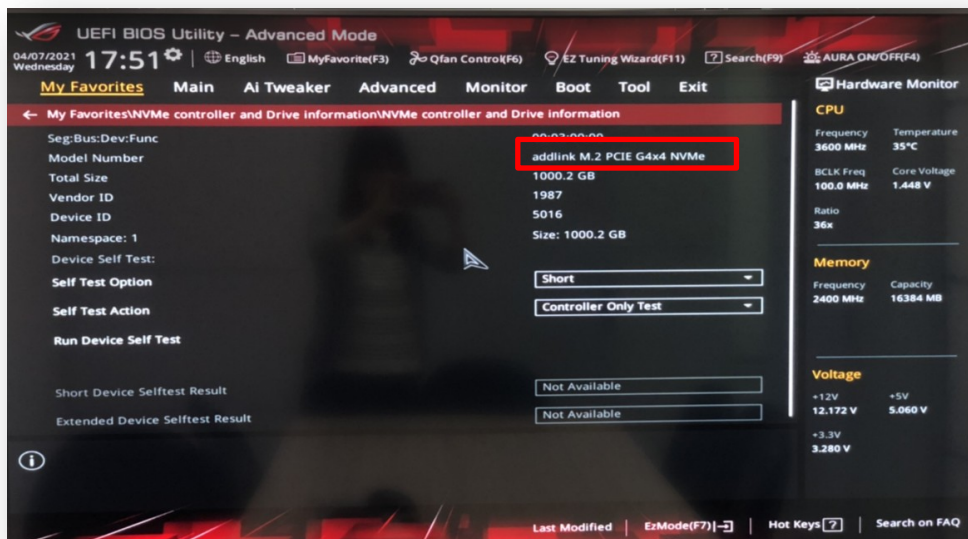 UEFI BIOS Utility – Advanced Mode
04/07/2021
Wednesday
17:51
English
MyFavorite(F3)
Qfan Control(F6)
EZ Tuning Wizard(F11)
Search(F9)
AURA ON/OFF(F4)
My Favorites Main Ai Tweaker Advanced Monitor Boot Tool Exit
← My Favorites\NVMe controller and Drive information\NVMe controller and Drive information
Seg:Bus:Dev:Func 00:03:00:00
Model Number addlink M.2 PCIE G4x4 NVMe
Total Size 1000.2 GB
Vendor ID 1987
Device ID 5016
Namespace: 1 Size: 1000.2 GB
Device Self Test:
Self Test Option Short
Self Test Action Controller Only Test
Run Device Self Test
Short Device Selftest Result Not Available
Extended Device Selftest Result Not Available
Hardware Monitor
CPU
Frequency Temperature
3600 MHz 35°C
BCLK Freq Core Voltage
100.0 MHz 1.448 V
Ratio
36x
Memory
Frequency Capacity
2400 MHz 16384 MB
Voltage
+12V +5V
12.172 V 5.060 V
+3.3V
3.280 V
Last Modified
EzMode(F7)
Hot Keys ?
Search on FAQ